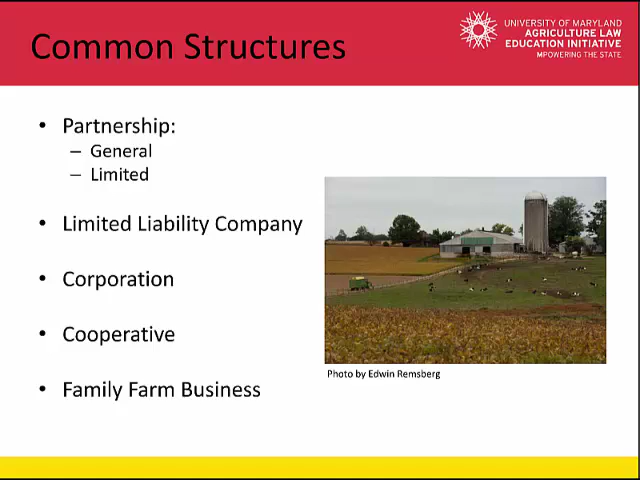 Common Structures
UNIVERSITY OF MARYLAND
AGRICULTURE LAW
EDUCATION INITIATIVE
MPOWERING THE STATE
• Partnership:
– General
– Limited
• Limited Liability Company
• Corporation
• Cooperative
• Family Farm Business
Photo by Edwin Remsberg